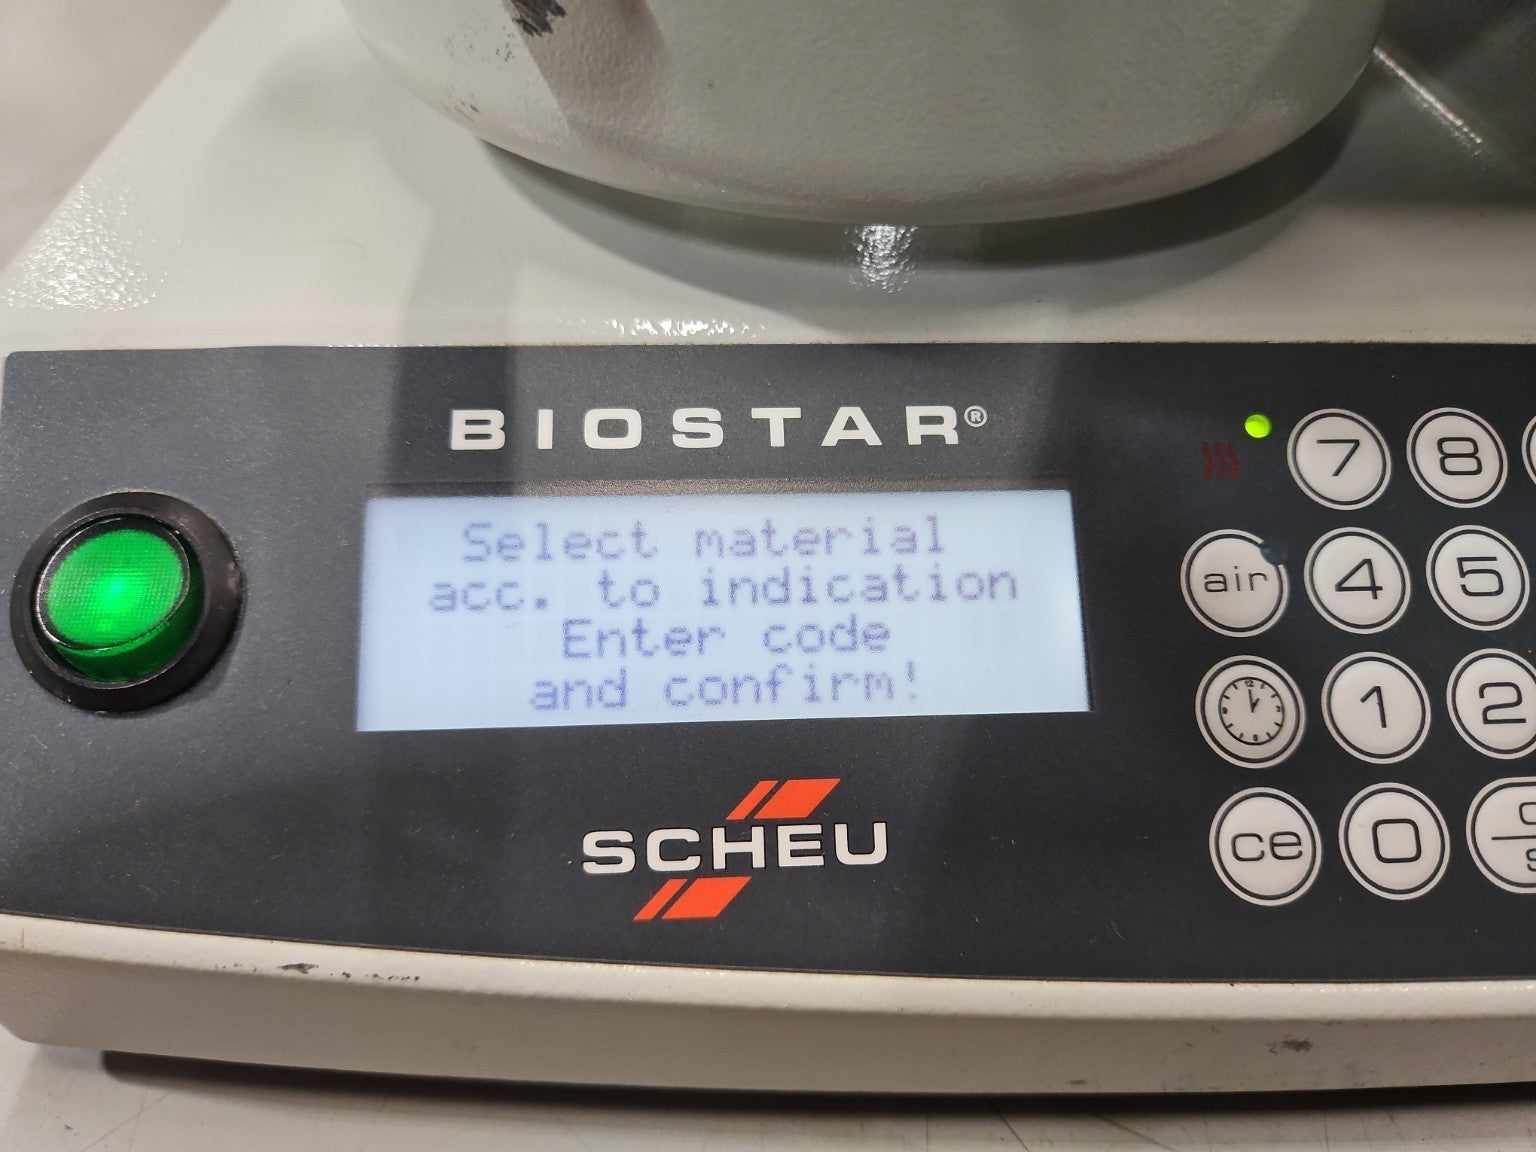 BIOSTAR®
Select material
acc. to indication
Enter code
and confirm!
SCHEU
7 8
air 4 5
12 1 2
ce 0